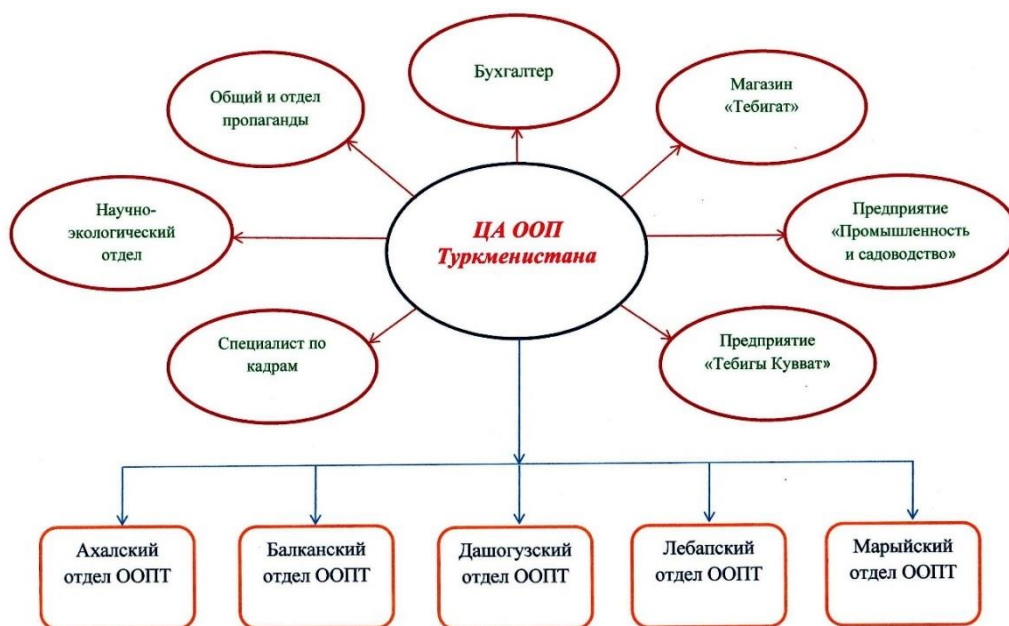 Бухгалтер
Общий и отдел
пропаганды
Магазин
«Тебигат»
Научно-
экологический
отдел
ЦА ООП
Туркменистана
Предприятие
«Промышленность
и садоводство»
Специалист по
кадрам
Предприятие
«Тебигы Кувват»
Ахалский
отдел ООПТ
Балканский
отдел ООПТ
Дашогузский
отдел ООПТ
Лебапский
отдел ООПТ
Марыйский
отдел ООПТ